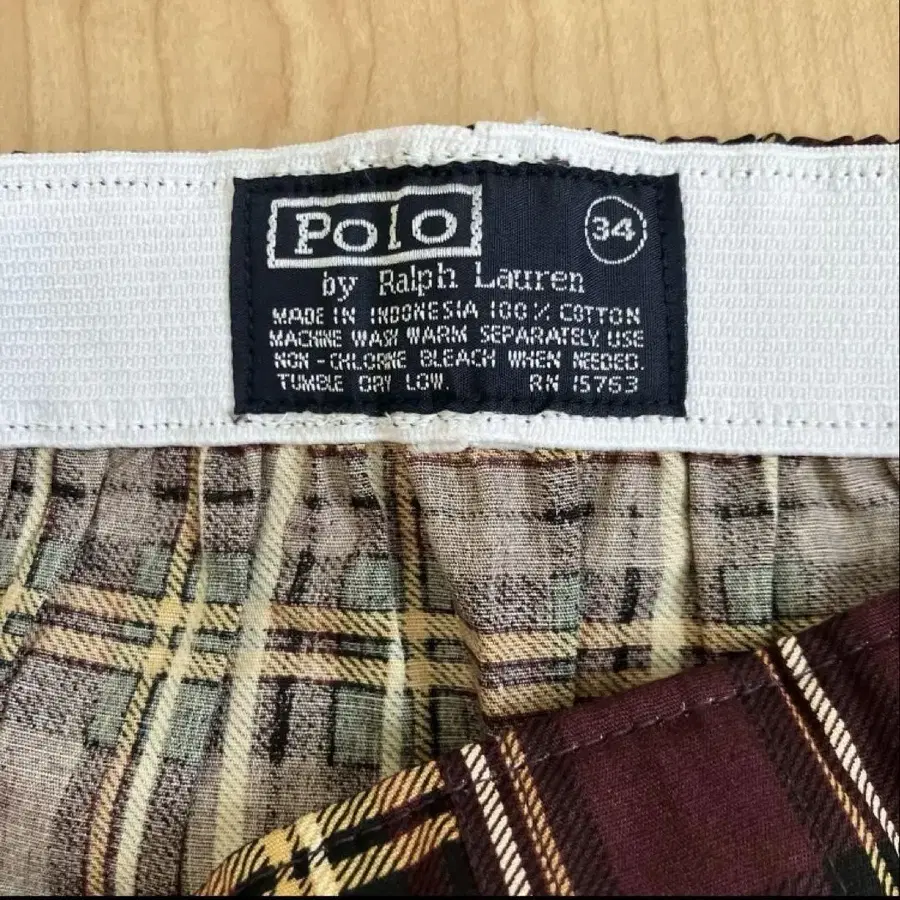 Polo
34
by Ralph Lauren
MADE IN INDONESIA 100% COTTON
MACHINE WASH WARM SEPARATELY USE
NON-CHLORINE BLEACH WHEN NEEDED.
TUMBLE DRY LOW. RN 15763